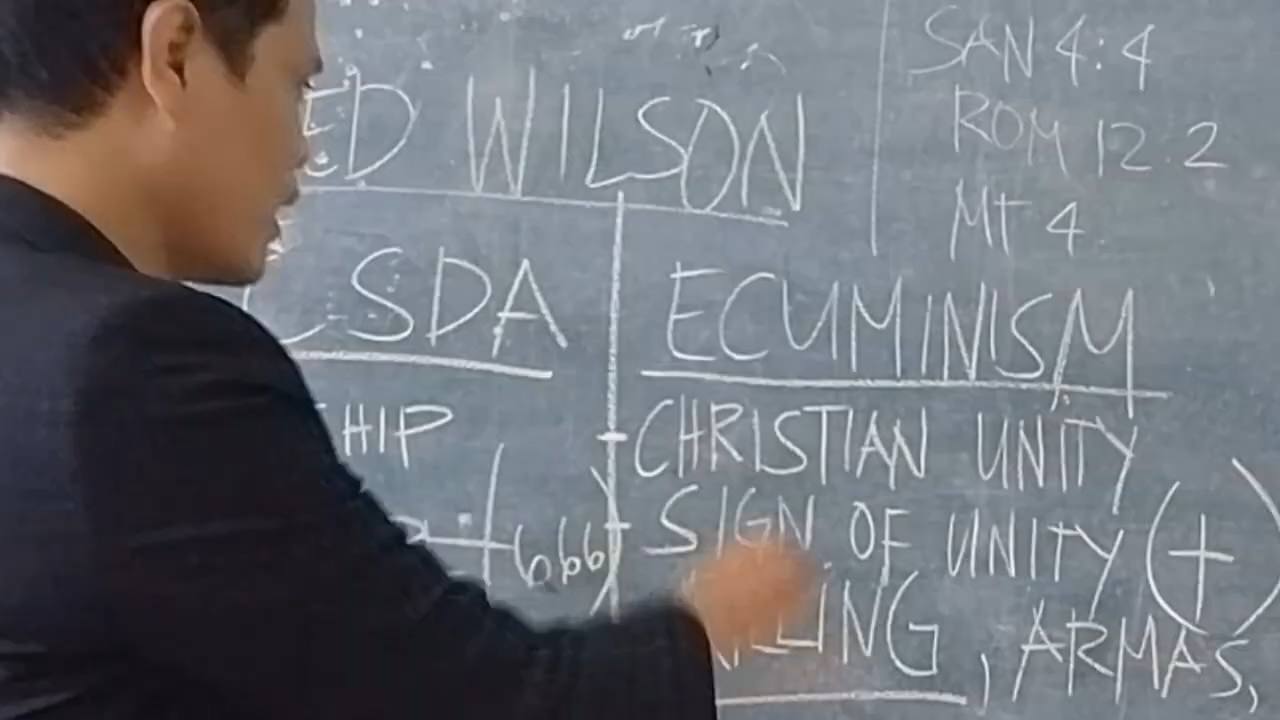 ED WILSON
SDA
HIP
(666)
SAN 4:4
ROM 12:2
MT 4
ECUMINISM
CHRISTIAN UNITY
SIGN OF UNITY (+)
LING, ARMAS,